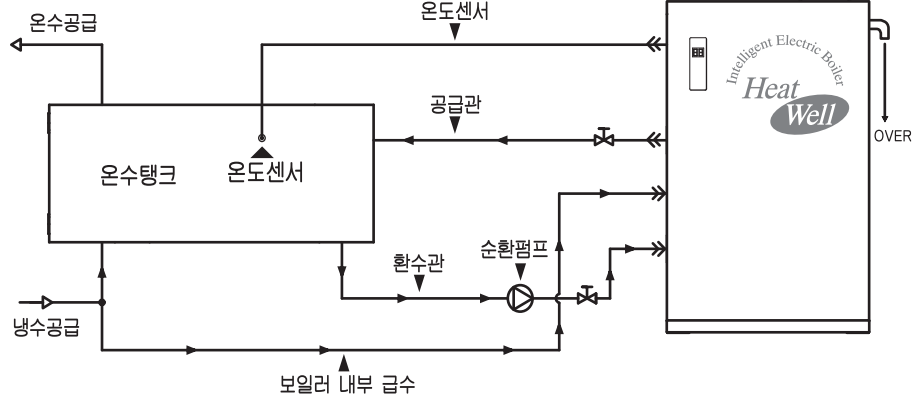 온도센서
온수공급
Intelligent Electric Boiler
Heat
Well
공급관
OVER
온수탱크
온도센서
환수관
순환펌프
냉수공급
보일러 내부 급수